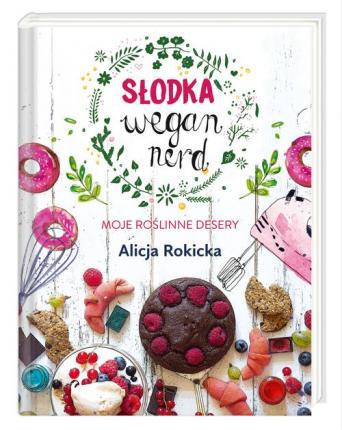 SŁODKA
wegan
nerd
MOJE ROŚLINNE DESERY
Alicja Rokicka